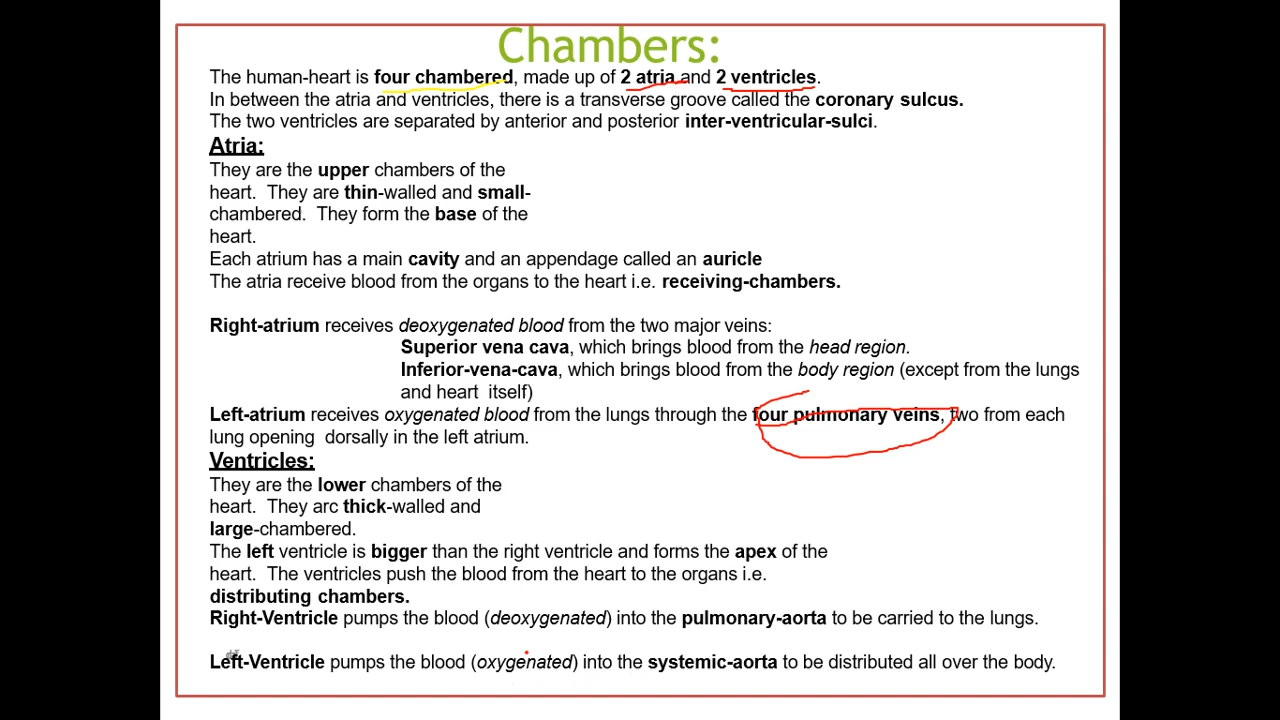 Chambers:
The human-heart is four chambered, made up of 2 atria and 2 ventricles.
In between the atria and ventricles, there is a transverse groove called the coronary sulcus.
The two ventricles are separated by anterior and posterior inter-ventricular-sulci.
Atria:
They are the upper chambers of the
heart. They are thin-walled and small-
chambered. They form the base of the
heart.
Each atrium has a main cavity and an appendage called an auricle
The atria receive blood from the organs to the heart i.e. receiving-chambers.
Right-atrium receives deoxygenated blood from the two major veins:
Superior vena cava, which brings blood from the head region.
Inferior-vena-cava, which brings blood from the body region (except from the lungs
and heart itself)
Left-atrium receives oxygenated blood from the lungs through the four pulmonary veins, two from each
lung opening dorsally in the left atrium.
Ventricles:
They are the lower chambers of the
heart. They arc thick-walled and
large-chambered.
The left ventricle is bigger than the right ventricle and forms the apex of the
heart. The ventricles push the blood from the heart to the organs i.e.
distributing chambers.
Right-Ventricle pumps the blood (deoxygenated) into the pulmonary-aorta to be carried to the lungs.
Left-Ventricle pumps the blood (oxygenated) into the systemic-aorta to be distributed all over the body.